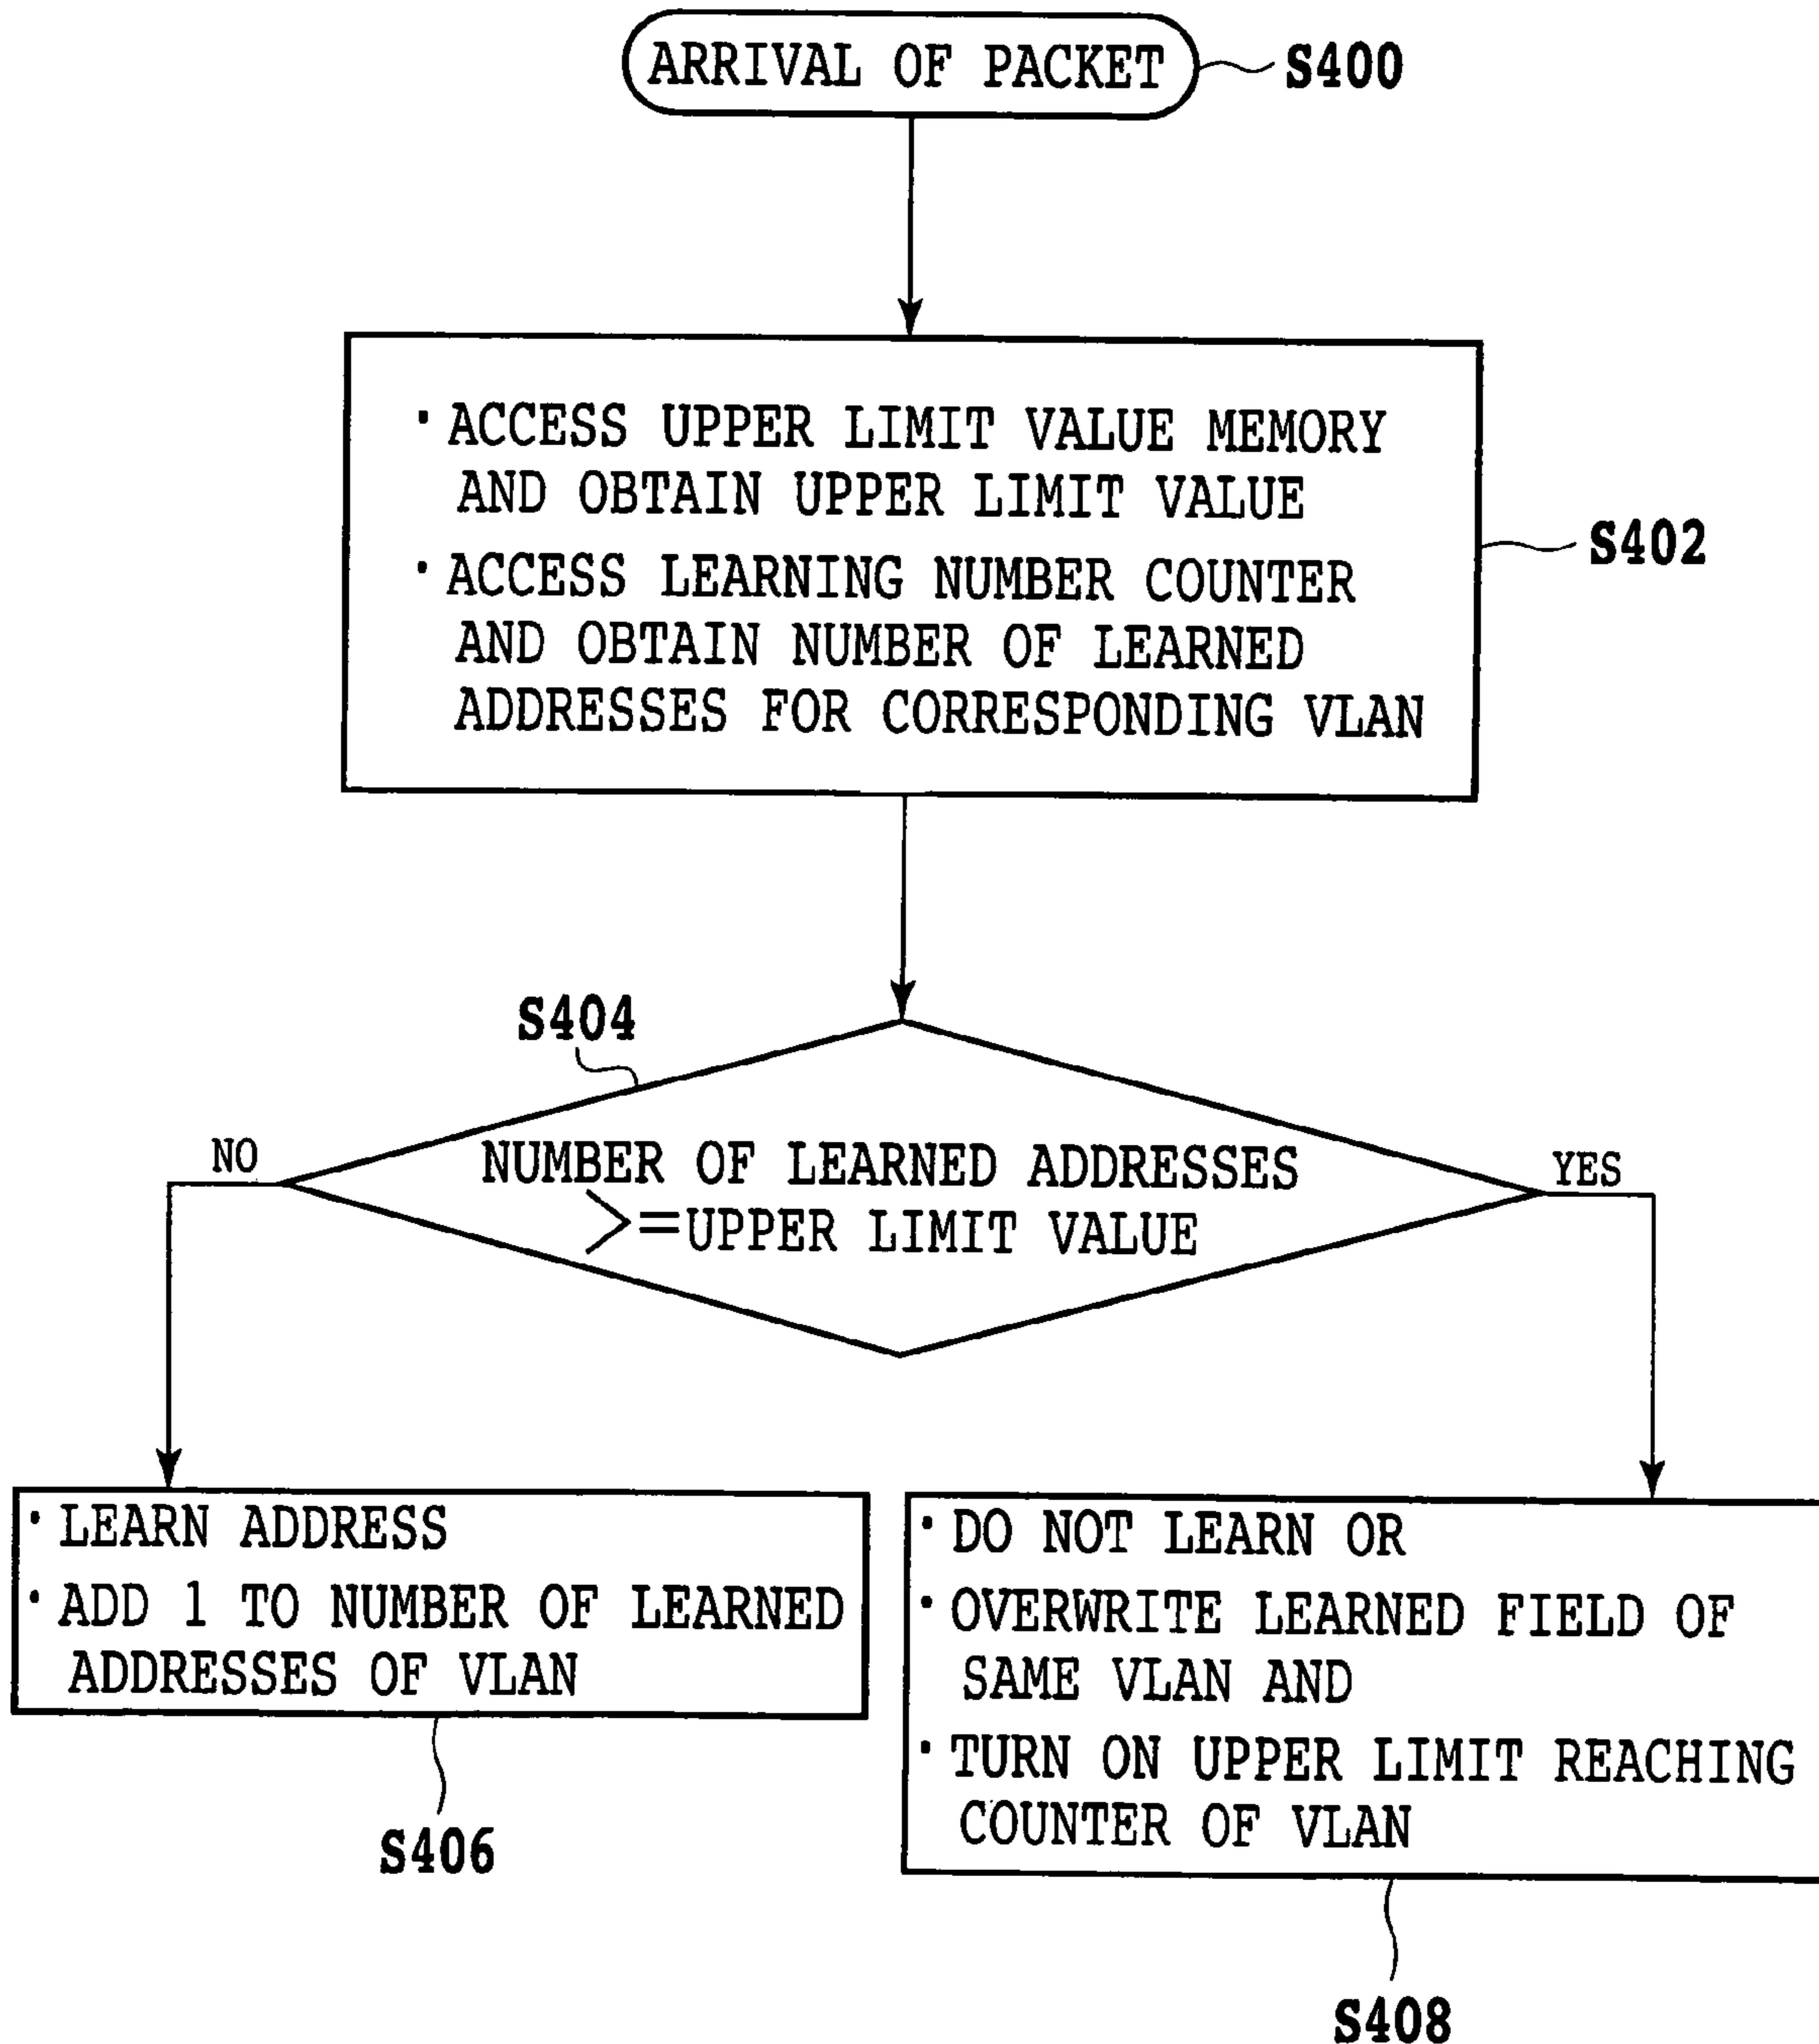 ARRIVAL OF PACKET
S400
· ACCESS UPPER LIMIT VALUE MEMORY
AND OBTAIN UPPER LIMIT VALUE
· ACCESS LEARNING NUMBER COUNTER
AND OBTAIN NUMBER OF LEARNED
ADDRESSES FOR CORRESPONDING VLAN
S402
S404
NO
NUMBER OF LEARNED ADDRESSES
>=UPPER LIMIT VALUE
YES
· LEARN ADDRESS
· ADD 1 TO NUMBER OF LEARNED
ADDRESSES OF VLAN
S406
· DO NOT LEARN OR
· OVERWRITE LEARNED FIELD OF
SAME VLAN AND
· TURN ON UPPER LIMIT REACHING
COUNTER OF VLAN
S408